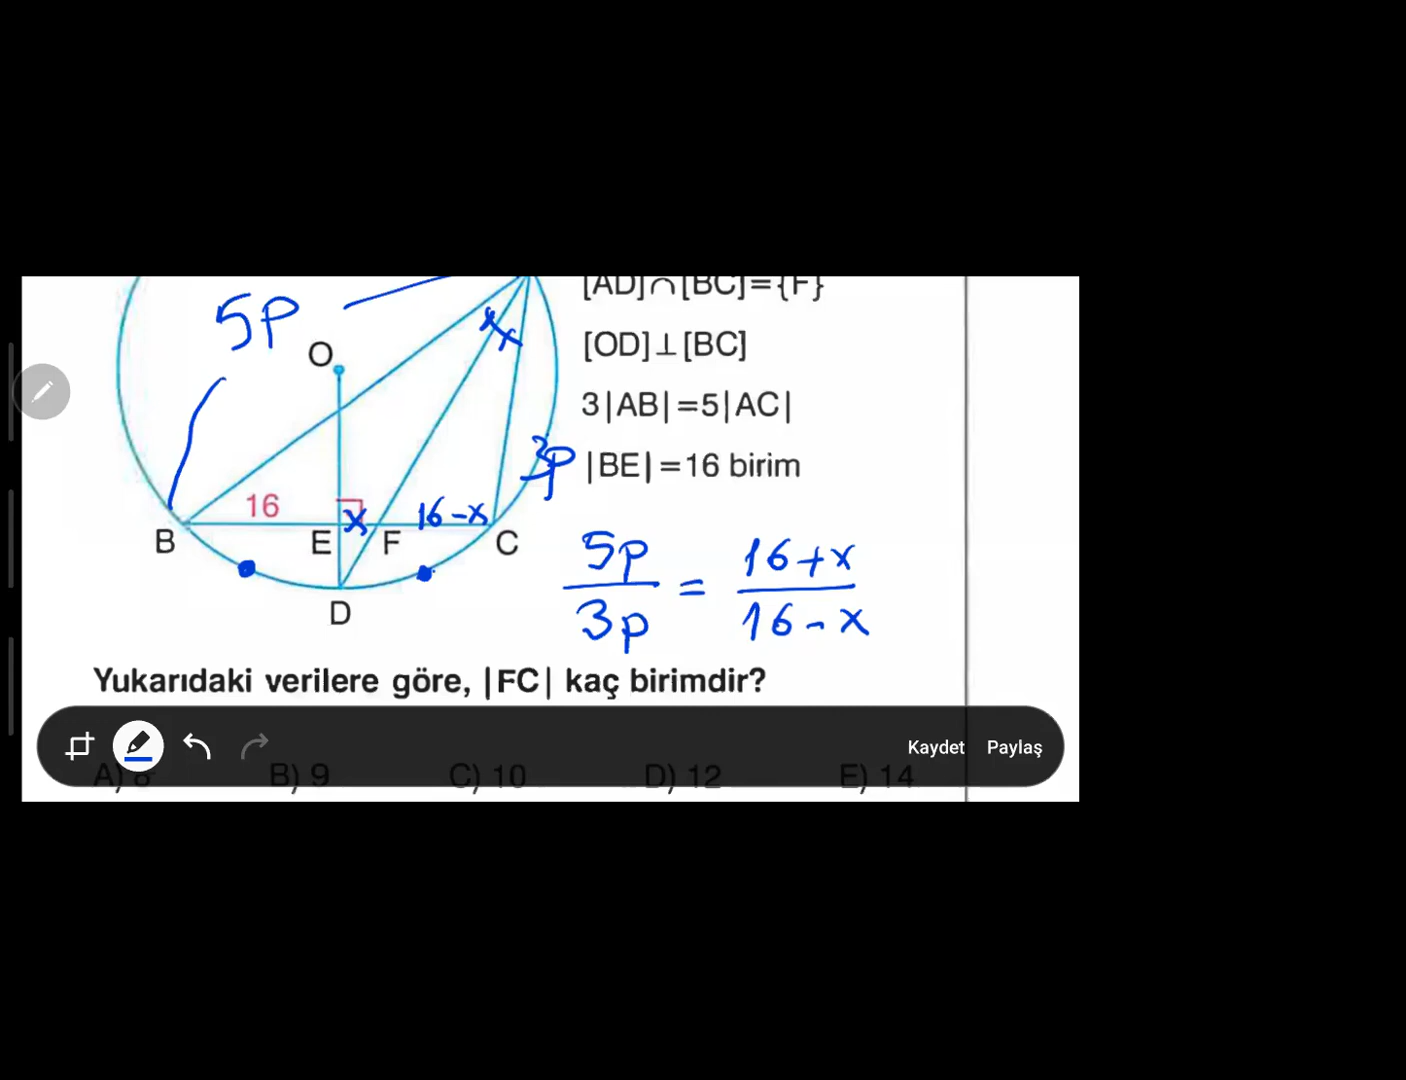 [AD]∩[BC]={F}
5P
O
[OD]⊥[BC]
3|AB|=5|AC|
x x
3p
|BE|=16 birim
16
x
16-x
B
E
F
C
D
5p/3p = 16+x/16-x
Yukarıdaki verilere göre, |FC| kaç birimdir?
Kaydet Paylaş
A) 8 B) 9 C) 10 D) 12 E) 14